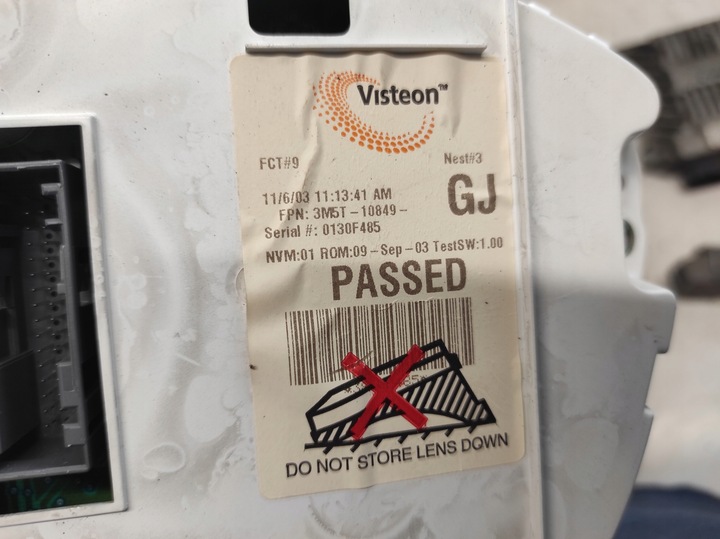 Visteon™
FCT#9 Nest#3
11/6/03 11:13:41 AM
FPN: 3M5T-10849- GJ
Serial #: 0130F485
NVM:01 ROM:09-Sep-03 TestSW:1.00
PASSED
DO NOT STORE LENS DOWN